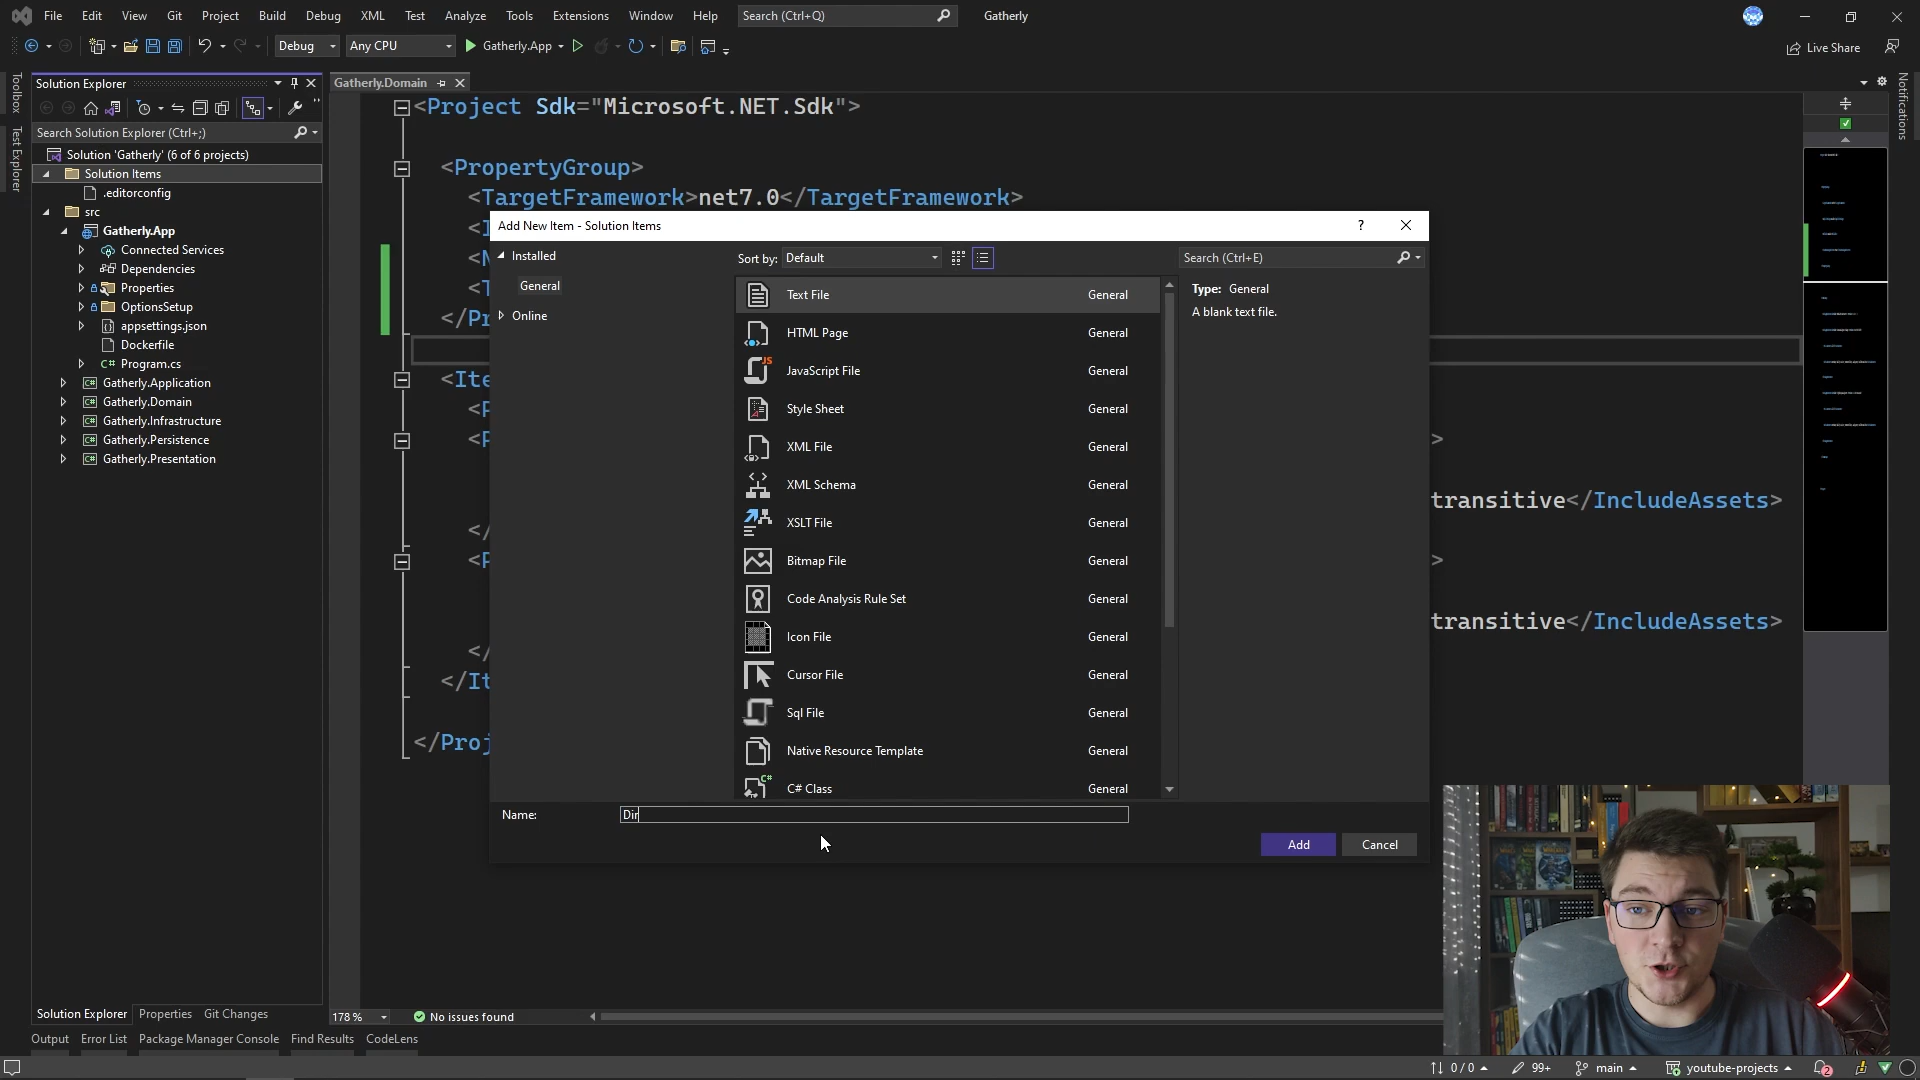 File Edit View Git Project Build Debug XML Test Analyze Tools Extensions Window Help Search (Ctrl+Q) Gatherly
Debug Any CPU Gatherly.App Live Share
Toolbox
Test Explorer
Notifications
Solution Explorer
Search Solution Explorer (Ctrl+;)
Solution 'Gatherly' (6 of 6 projects)
Solution Items
.editorconfig
src
Gatherly.App
Connected Services
Dependencies
Properties
OptionsSetup
appsettings.json
Dockerfile
C# Program.cs
C# Gatherly.Application
C# Gatherly.Domain
C# Gatherly.Infrastructure
C# Gatherly.Persistence
C# Gatherly.Presentation
Gatherly.Domain
<Project Sdk="Microsoft.NET.Sdk">
<PropertyGroup>
<TargetFramework>net7.0</TargetFramework>
<I
<N
<T
</Pr
<Ite
<P
<P >
transitive</IncludeAssets>
</
<P >
transitive</IncludeAssets>
</
</It
</Proj
Add New Item - Solution Items ?
Installed
General
Online
Sort by: Default
Search (Ctrl+E)
Text File General
HTML Page General
JS JavaScript File General
Style Sheet General
XML File General
XML Schema General
XSLT File General
Bitmap File General
Code Analysis Rule Set General
Icon File General
Cursor File General
Sql File General
Native Resource Template General
C# C# Class General
Type: General
A blank text file.
Name: Dir
Add Cancel
Solution Explorer Properties Git Changes
178 % No issues found
Output Error List Package Manager Console Find Results CodeLens
0 / 0 99+ main youtube-projects 2